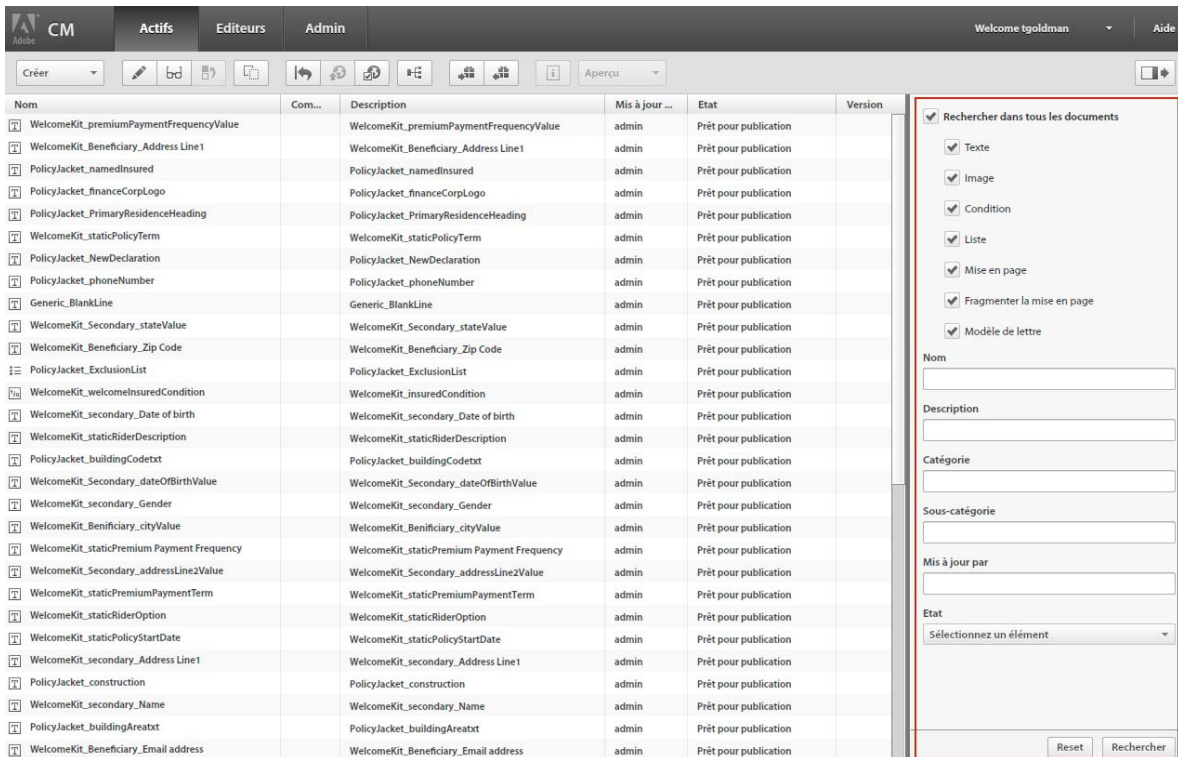 Adobe
CM
Actifs
Editeurs
Admin
Welcome tgoldman
Aide
Créer
Aperçu
Nom Com... Description Mis à jour ... Etat Version
WelcomeKit_premiumPaymentFrequencyValue WelcomeKit_premiumPaymentFrequencyValue admin Prêt pour publication
WelcomeKit_Beneficiary_Address Line1 WelcomeKit_Beneficiary_Address Line1 admin Prêt pour publication
PolicyJacket_namedInsured PolicyJacket_namedInsured admin Prêt pour publication
PolicyJacket_financeCorpLogo PolicyJacket_financeCorpLogo admin Prêt pour publication
PolicyJacket_PrimaryResidenceHeading PolicyJacket_PrimaryResidenceHeading admin Prêt pour publication
WelcomeKit_staticPolicyTerm WelcomeKit_staticPolicyTerm admin Prêt pour publication
PolicyJacket_NewDeclaration PolicyJacket_NewDeclaration admin Prêt pour publication
PolicyJacket_phoneNumber PolicyJacket_phoneNumber admin Prêt pour publication
Generic_BlankLine Generic_BlankLine admin Prêt pour publication
WelcomeKit_Secondary_stateValue WelcomeKit_Secondary_stateValue admin Prêt pour publication
WelcomeKit_Beneficiary_Zip Code WelcomeKit_Beneficiary_Zip Code admin Prêt pour publication
PolicyJacket_ExclusionList PolicyJacket_ExclusionList admin Prêt pour publication
WelcomeKit_welcomeInsuredCondition WelcomeKit_insuredCondition admin Prêt pour publication
WelcomeKit_secondary_Date of birth WelcomeKit_secondary_Date of birth admin Prêt pour publication
WelcomeKit_staticRiderDescription WelcomeKit_staticRiderDescription admin Prêt pour publication
PolicyJacket_buildingCodetxt PolicyJacket_buildingCodetxt admin Prêt pour publication
WelcomeKit_Secondary_dateOfBirthValue WelcomeKit_Secondary_dateOfBirthValue admin Prêt pour publication
WelcomeKit_secondary_Gender WelcomeKit_secondary_Gender admin Prêt pour publication
WelcomeKit_Benificiary_cityValue WelcomeKit_Benificiary_cityValue admin Prêt pour publication
WelcomeKit_staticPremium Payment Frequency WelcomeKit_staticPremium Payment Frequency admin Prêt pour publication
WelcomeKit_Secondary_addressLine2Value WelcomeKit_Secondary_addressLine2Value admin Prêt pour publication
WelcomeKit_staticPremiumPaymentTerm WelcomeKit_staticPremiumPaymentTerm admin Prêt pour publication
WelcomeKit_staticRiderOption WelcomeKit_staticRiderOption admin Prêt pour publication
WelcomeKit_staticPolicyStartDate WelcomeKit_staticPolicyStartDate admin Prêt pour publication
WelcomeKit_secondary_Address Line1 WelcomeKit_secondary_Address Line1 admin Prêt pour publication
PolicyJacket_construction PolicyJacket_construction admin Prêt pour publication
WelcomeKit_secondary_Name WelcomeKit_secondary_Name admin Prêt pour publication
PolicyJacket_buildingAreatxt PolicyJacket_buildingAreatxt admin Prêt pour publication
WelcomeKit_Beneficiary_Email address WelcomeKit_Beneficiary_Email address admin Prêt pour publication
Rechercher dans tous les documents
Texte
Image
Condition
Liste
Mise en page
Fragmenter la mise en page
Modèle de lettre
Nom
Description
Catégorie
Sous-catégorie
Mis à jour par
Etat
Sélectionnez un élément
Reset
Rechercher